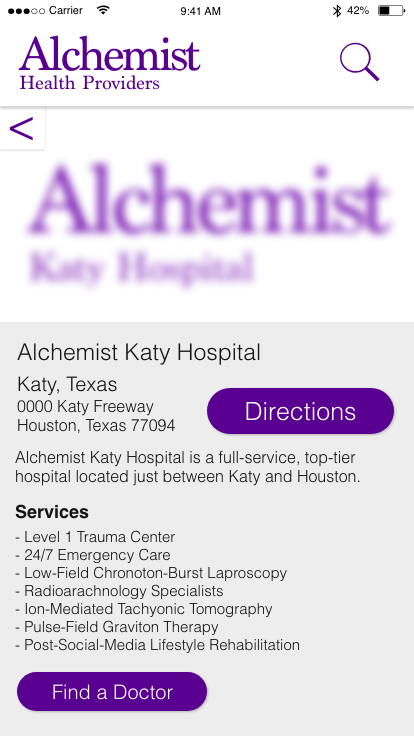 Carrier 9:41 AM 42%
Alchemist
Health Providers
<
Alchemist
Katy Hospital
Alchemist Katy Hospital
Katy, Texas
0000 Katy Freeway
Houston, Texas 77094
Directions
Alchemist Katy Hospital is a full-service, top-tier
hospital located just between Katy and Houston.
Services
- Level 1 Trauma Center
- 24/7 Emergency Care
- Low-Field Chronoton-Burst Laproscopy
- Radioarachnology Specialists
- Ion-Mediated Tachyonic Tomography
- Pulse-Field Graviton Therapy
- Post-Social-Media Lifestyle Rehabilitation
Find a Doctor